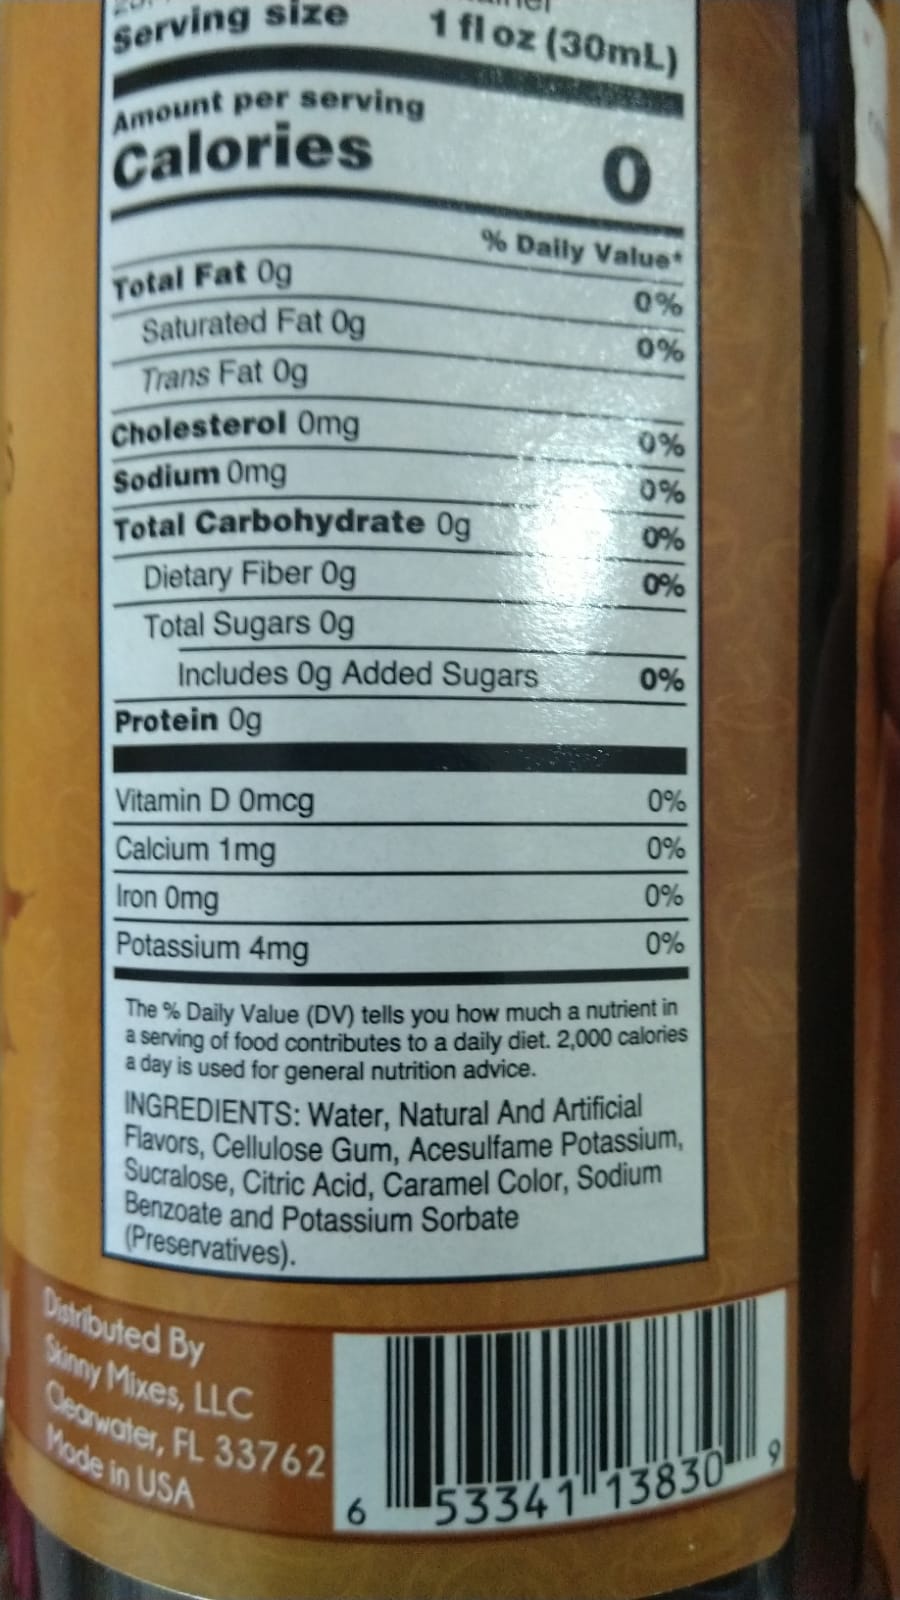 Serving size 1 fl oz (30mL)
Amount per serving
Calories 0
% Daily Value*
Total Fat 0g 0%
Saturated Fat 0g 0%
Trans Fat 0g
Cholesterol 0mg 0%
Sodium 0mg 0%
Total Carbohydrate 0g 0%
Dietary Fiber 0g 0%
Total Sugars 0g
Includes 0g Added Sugars 0%
Protein 0g
Vitamin D 0mcg 0%
Calcium 1mg 0%
Iron 0mg 0%
Potassium 4mg 0%
The % Daily Value (DV) tells you how much a nutrient in
a serving of food contributes to a daily diet. 2,000 calories
a day is used for general nutrition advice.
INGREDIENTS: Water, Natural And Artificial
Flavors, Cellulose Gum, Acesulfame Potassium,
Sucralose, Citric Acid, Caramel Color, Sodium
Benzoate and Potassium Sorbate
(Preservatives).
Distributed By
Skinny Mixes, LLC
Clearwater, FL 33762
Made in USA
6 53341 13830 9